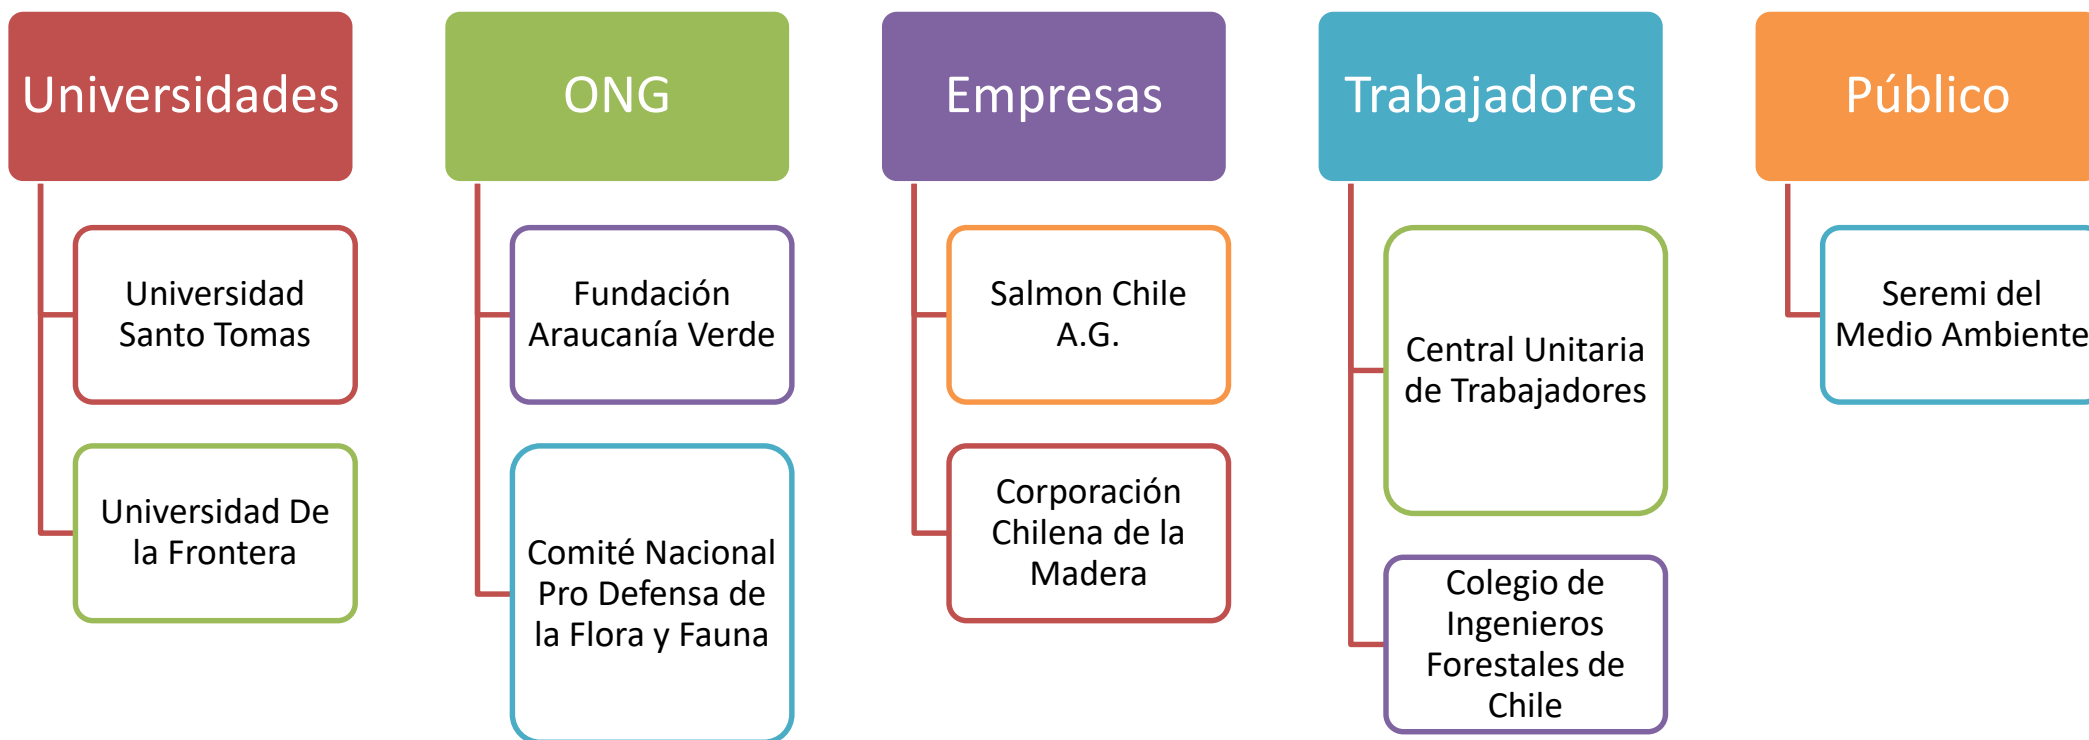 Universidades
Universidad
Santo Tomas
Universidad De
la Frontera
ONG
Fundación
Araucanía Verde
Comité Nacional
Pro Defensa de
la Flora y Fauna
Empresas
Salmon Chile
A.G.
Corporación
Chilena de la
Madera
Trabajadores
Central Unitaria
de Trabajadores
Colegio de
Ingenieros
Forestales de
Chile
Público
Seremi del
Medio Ambiente